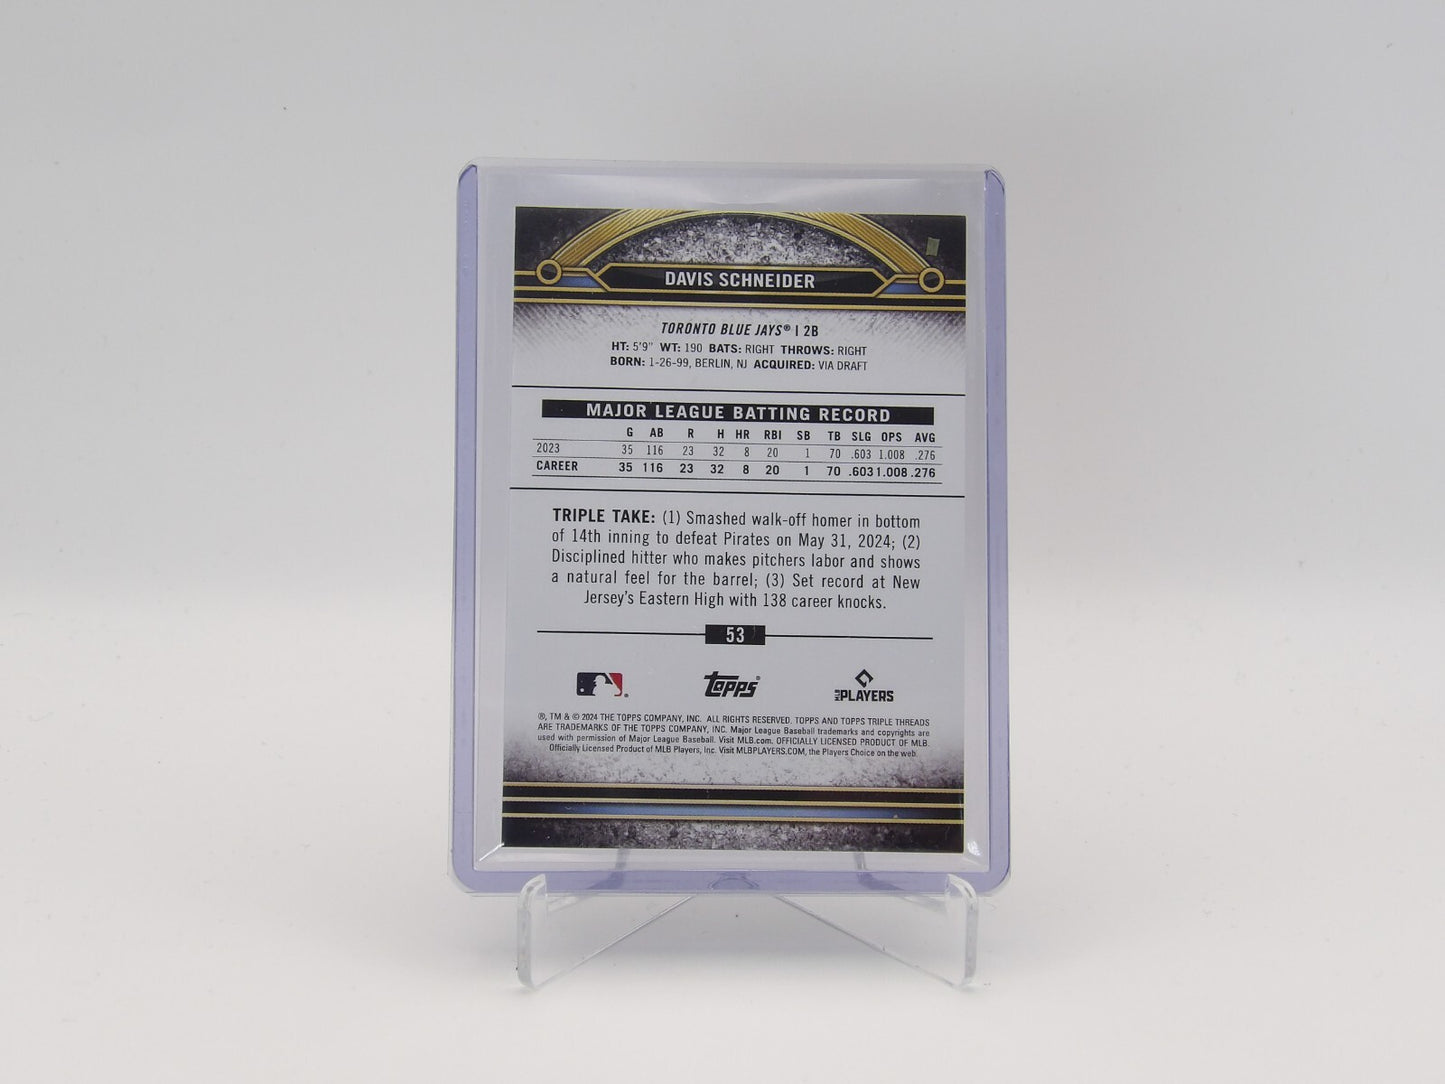 DAVIS SCHNEIDER
TORONTO BLUE JAYS® | 2B
HT: 5'9" WT: 190 BATS: RIGHT THROWS: RIGHT
BORN: 1-26-99, BERLIN, NJ ACQUIRED: VIA DRAFT
MAJOR LEAGUE BATTING RECORD
G AB R H HR RBI SB TB SLG OPS AVG
2023 35 116 23 32 8 20 1 70 .603 1.008 .276
CAREER 35 116 23 32 8 20 1 70 .603 1.008 .276
TRIPLE TAKE: (1) Smashed walk-off homer in bottom
of 14th inning to defeat Pirates on May 31, 2024; (2)
Disciplined hitter who makes pitchers labor and shows
a natural feel for the barrel; (3) Set record at New
Jersey's Eastern High with 138 career knocks.
53
topps® MLB PLAYERS
®, TM & © 2024 THE TOPPS COMPANY, INC. ALL RIGHTS RESERVED. TOPPS AND TOPPS TRIPLE THREADS
ARE TRADEMARKS OF THE TOPPS COMPANY, INC. Major League Baseball trademarks and copyrights are
used with permission of Major League Baseball. Visit MLB.com. OFFICIALLY LICENSED PRODUCT OF MLB.
Officially Licensed Product of MLB Players, Inc. Visit MLBPLAYERS.COM, the Players Choice on the web.